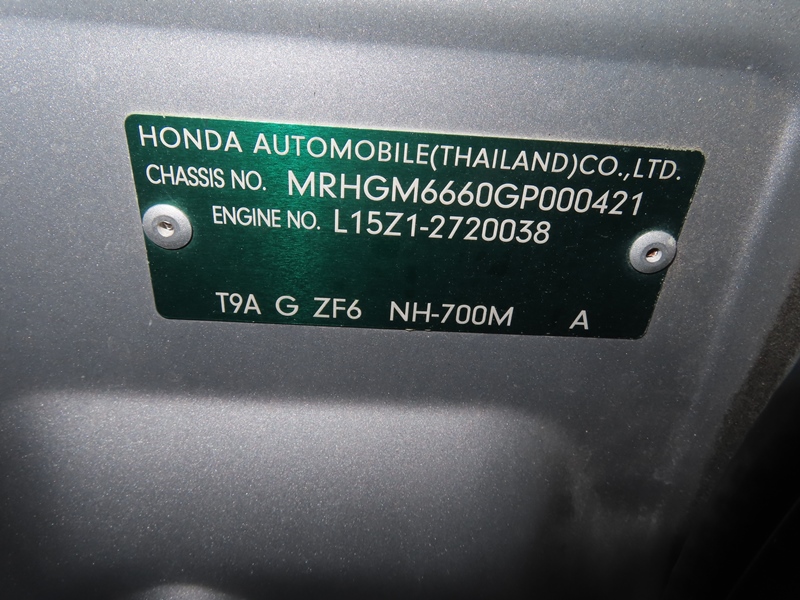 HONDA AUTOMOBILE(THAILAND)CO.,LTD.
CHASSIS NO. MRHGM6660GP000421
ENGINE NO. L15Z1-2720038
T9A G ZF6 NH-700M A